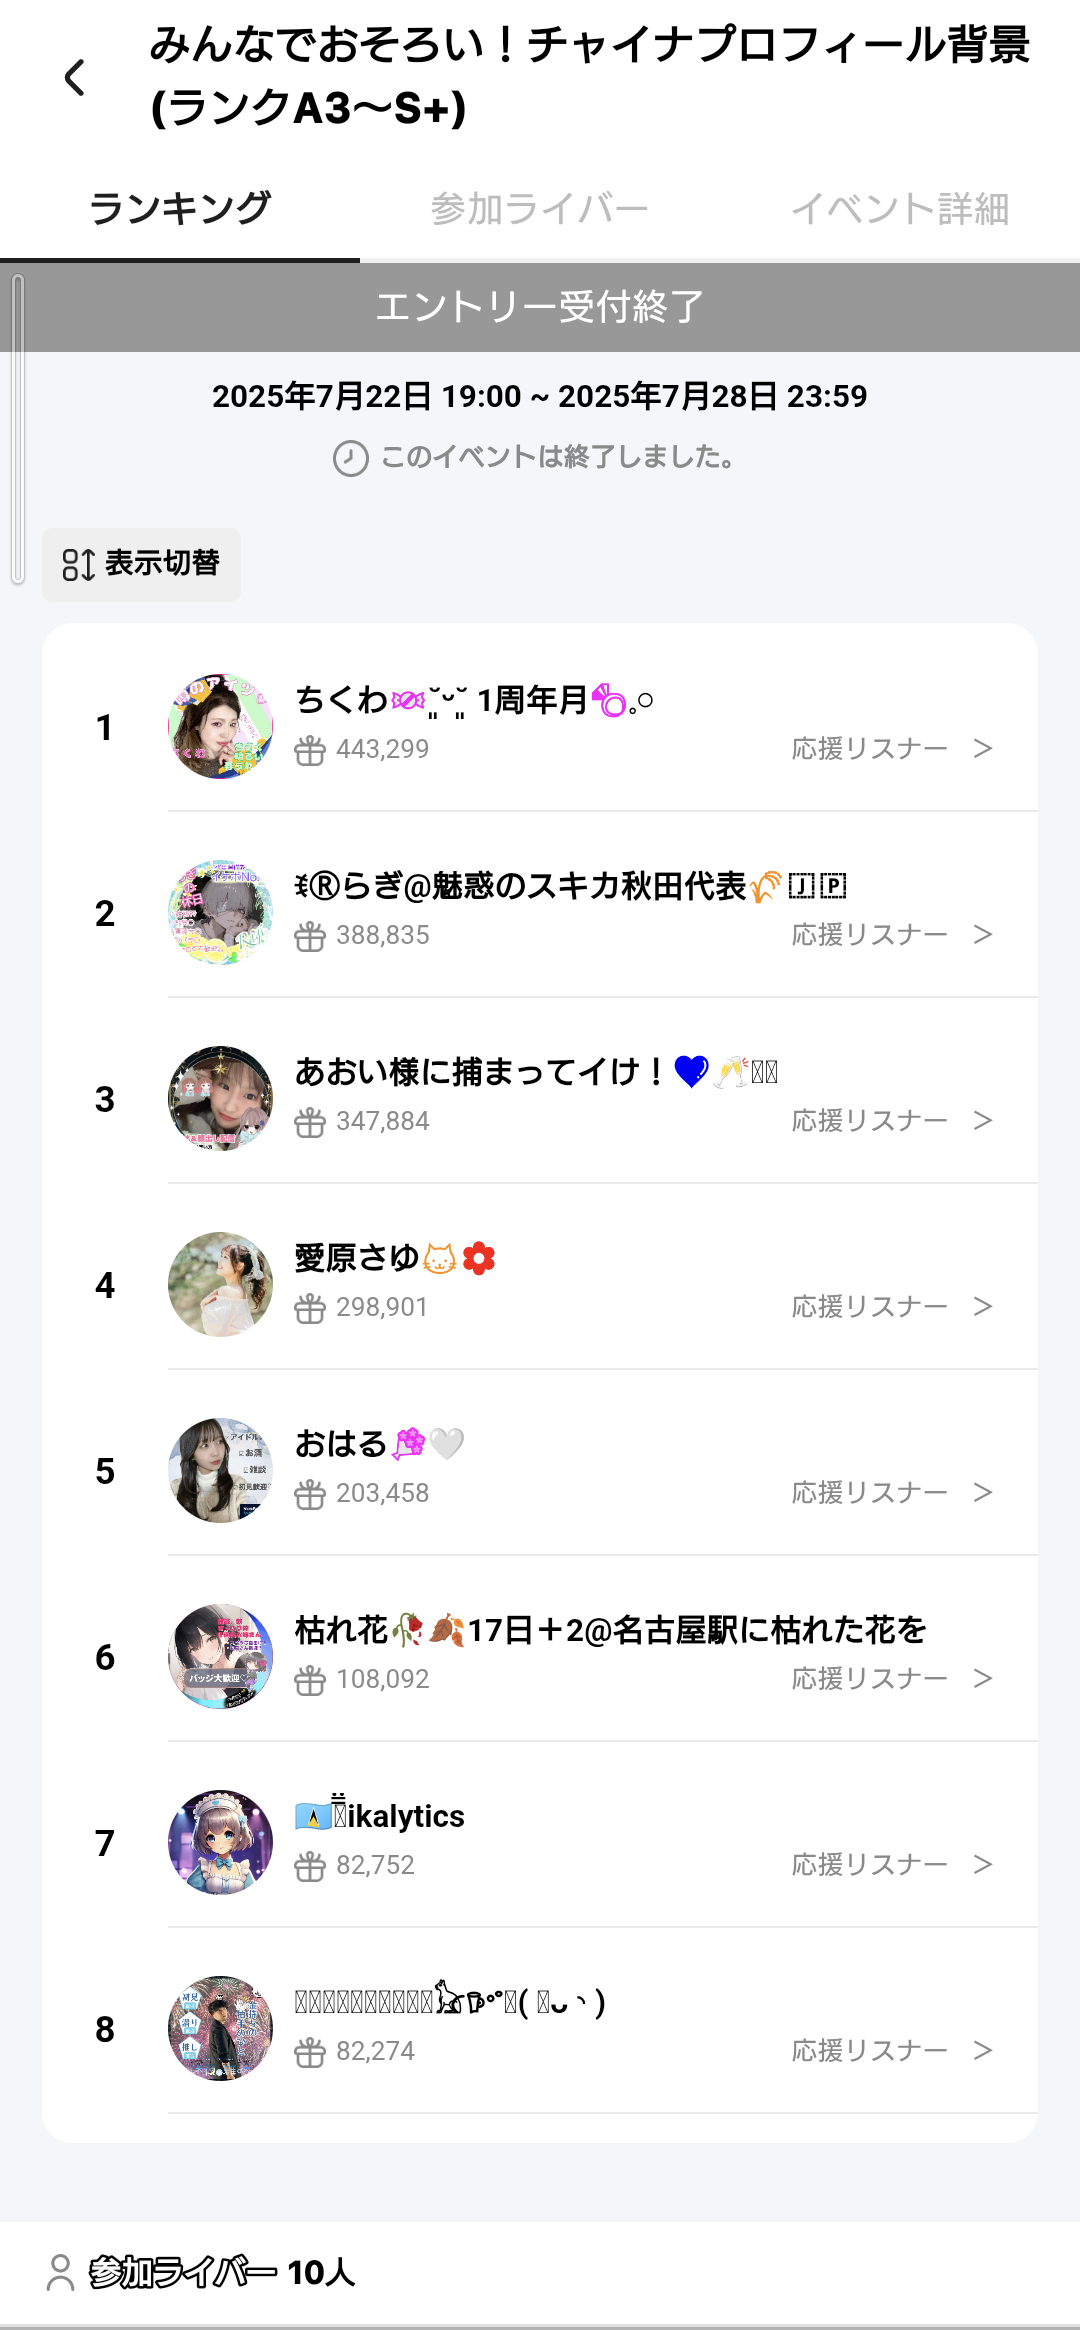 みんなでおそろい！チャイナプロフィール背景
(ランクA3〜S+)
ランキング 参加ライバー イベント詳細
エントリー受付終了
2025年7月22日 19:00 ~ 2025年7月28日 23:59
このイベントは終了しました。
表示切替
1
ちくわ🍬 1周年月💍｡○
443,299
応援リスナー ＞
2
Ⓡらぎ@魅惑のスキカ秋田代表🌾🇯🇵
388,835
応援リスナー ＞
3
あおい様に捕まってイけ！💙🥂
347,884
応援リスナー ＞
4
愛原さゆ🐱🌺
298,901
応援リスナー ＞
5
おはる💐🤍
203,458
応援リスナー ＞
6
バッジ大歓迎
枯れ花🥀🍂17日＋2@名古屋駅に枯れた花を
108,092
応援リスナー ＞
7
🇱🇨ikalytics
82,752
応援リスナー ＞
8
82,274
応援リスナー ＞
参加ライバー 10人